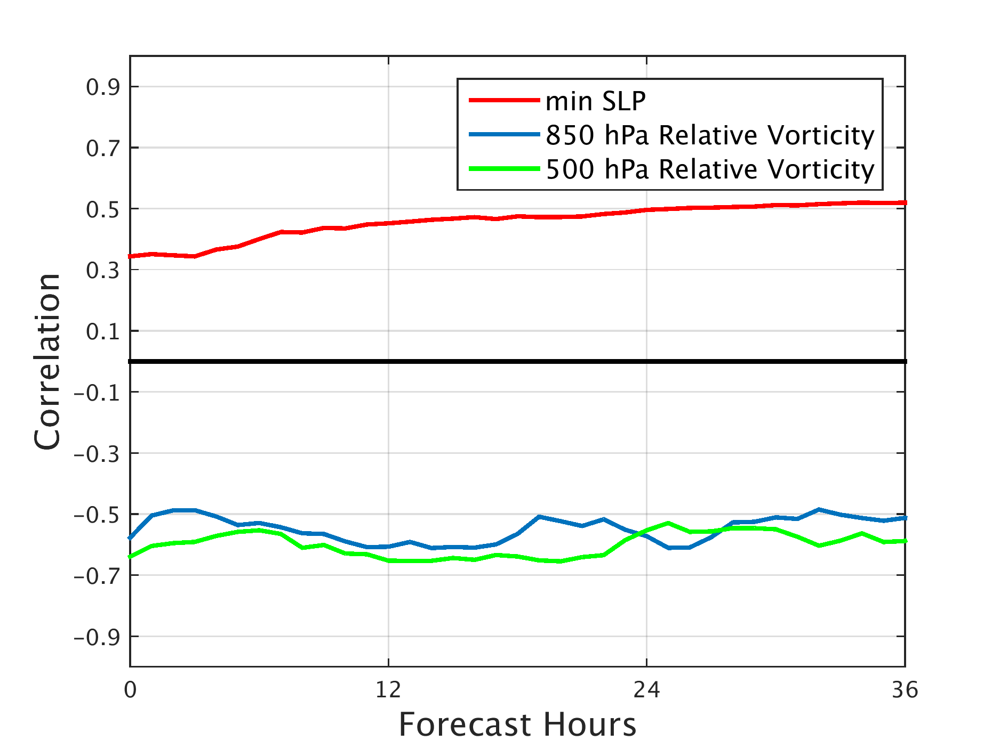 min SLP
850 hPa Relative Vorticity
500 hPa Relative Vorticity
0.9
0.7
0.5
0.3
0.1
-0.1
-0.3
-0.5
-0.7
-0.9
Correlation
0 12 24 36
Forecast Hours